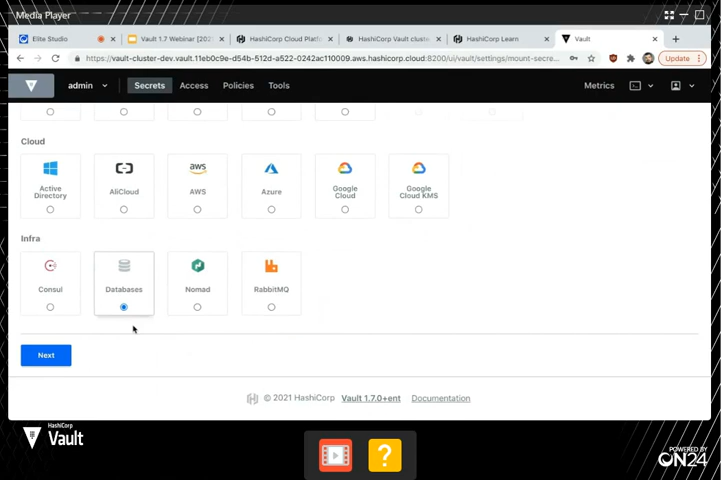 Media Player
Elite Studio
Vault 1.7 Webinar [202
HashiCorp Cloud Platfo
HashiCorp Vault cluste
HashiCorp Learn
Vault
https://vault-cluster-dev.vault.11eb0c9e-d54b-512d-a522-0242ac110009.aws.hashicorp.cloud:8200/ui/vault/settings/mount-secre...
Update
admin
Secrets
Access
Policies
Tools
Metrics
Cloud
Active Directory
AliCloud
aws
AWS
Azure
Google Cloud
Google Cloud KMS
Infra
Consul
Databases
Nomad
RabbitMQ
Next
© 2021 HashiCorp Vault 1.7.0+ent Documentation
HashiCorp
Vault
?
POWERED BY
ON24